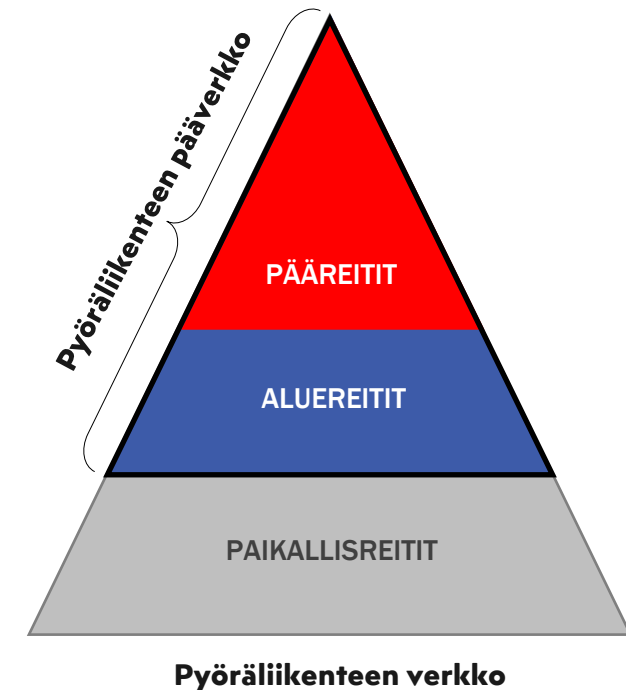 Pyöräliikenteen pääverkko
PÄÄREITIT
ALUEREITIT
PAIKALLISREITIT
Pyöräliikenteen verkko